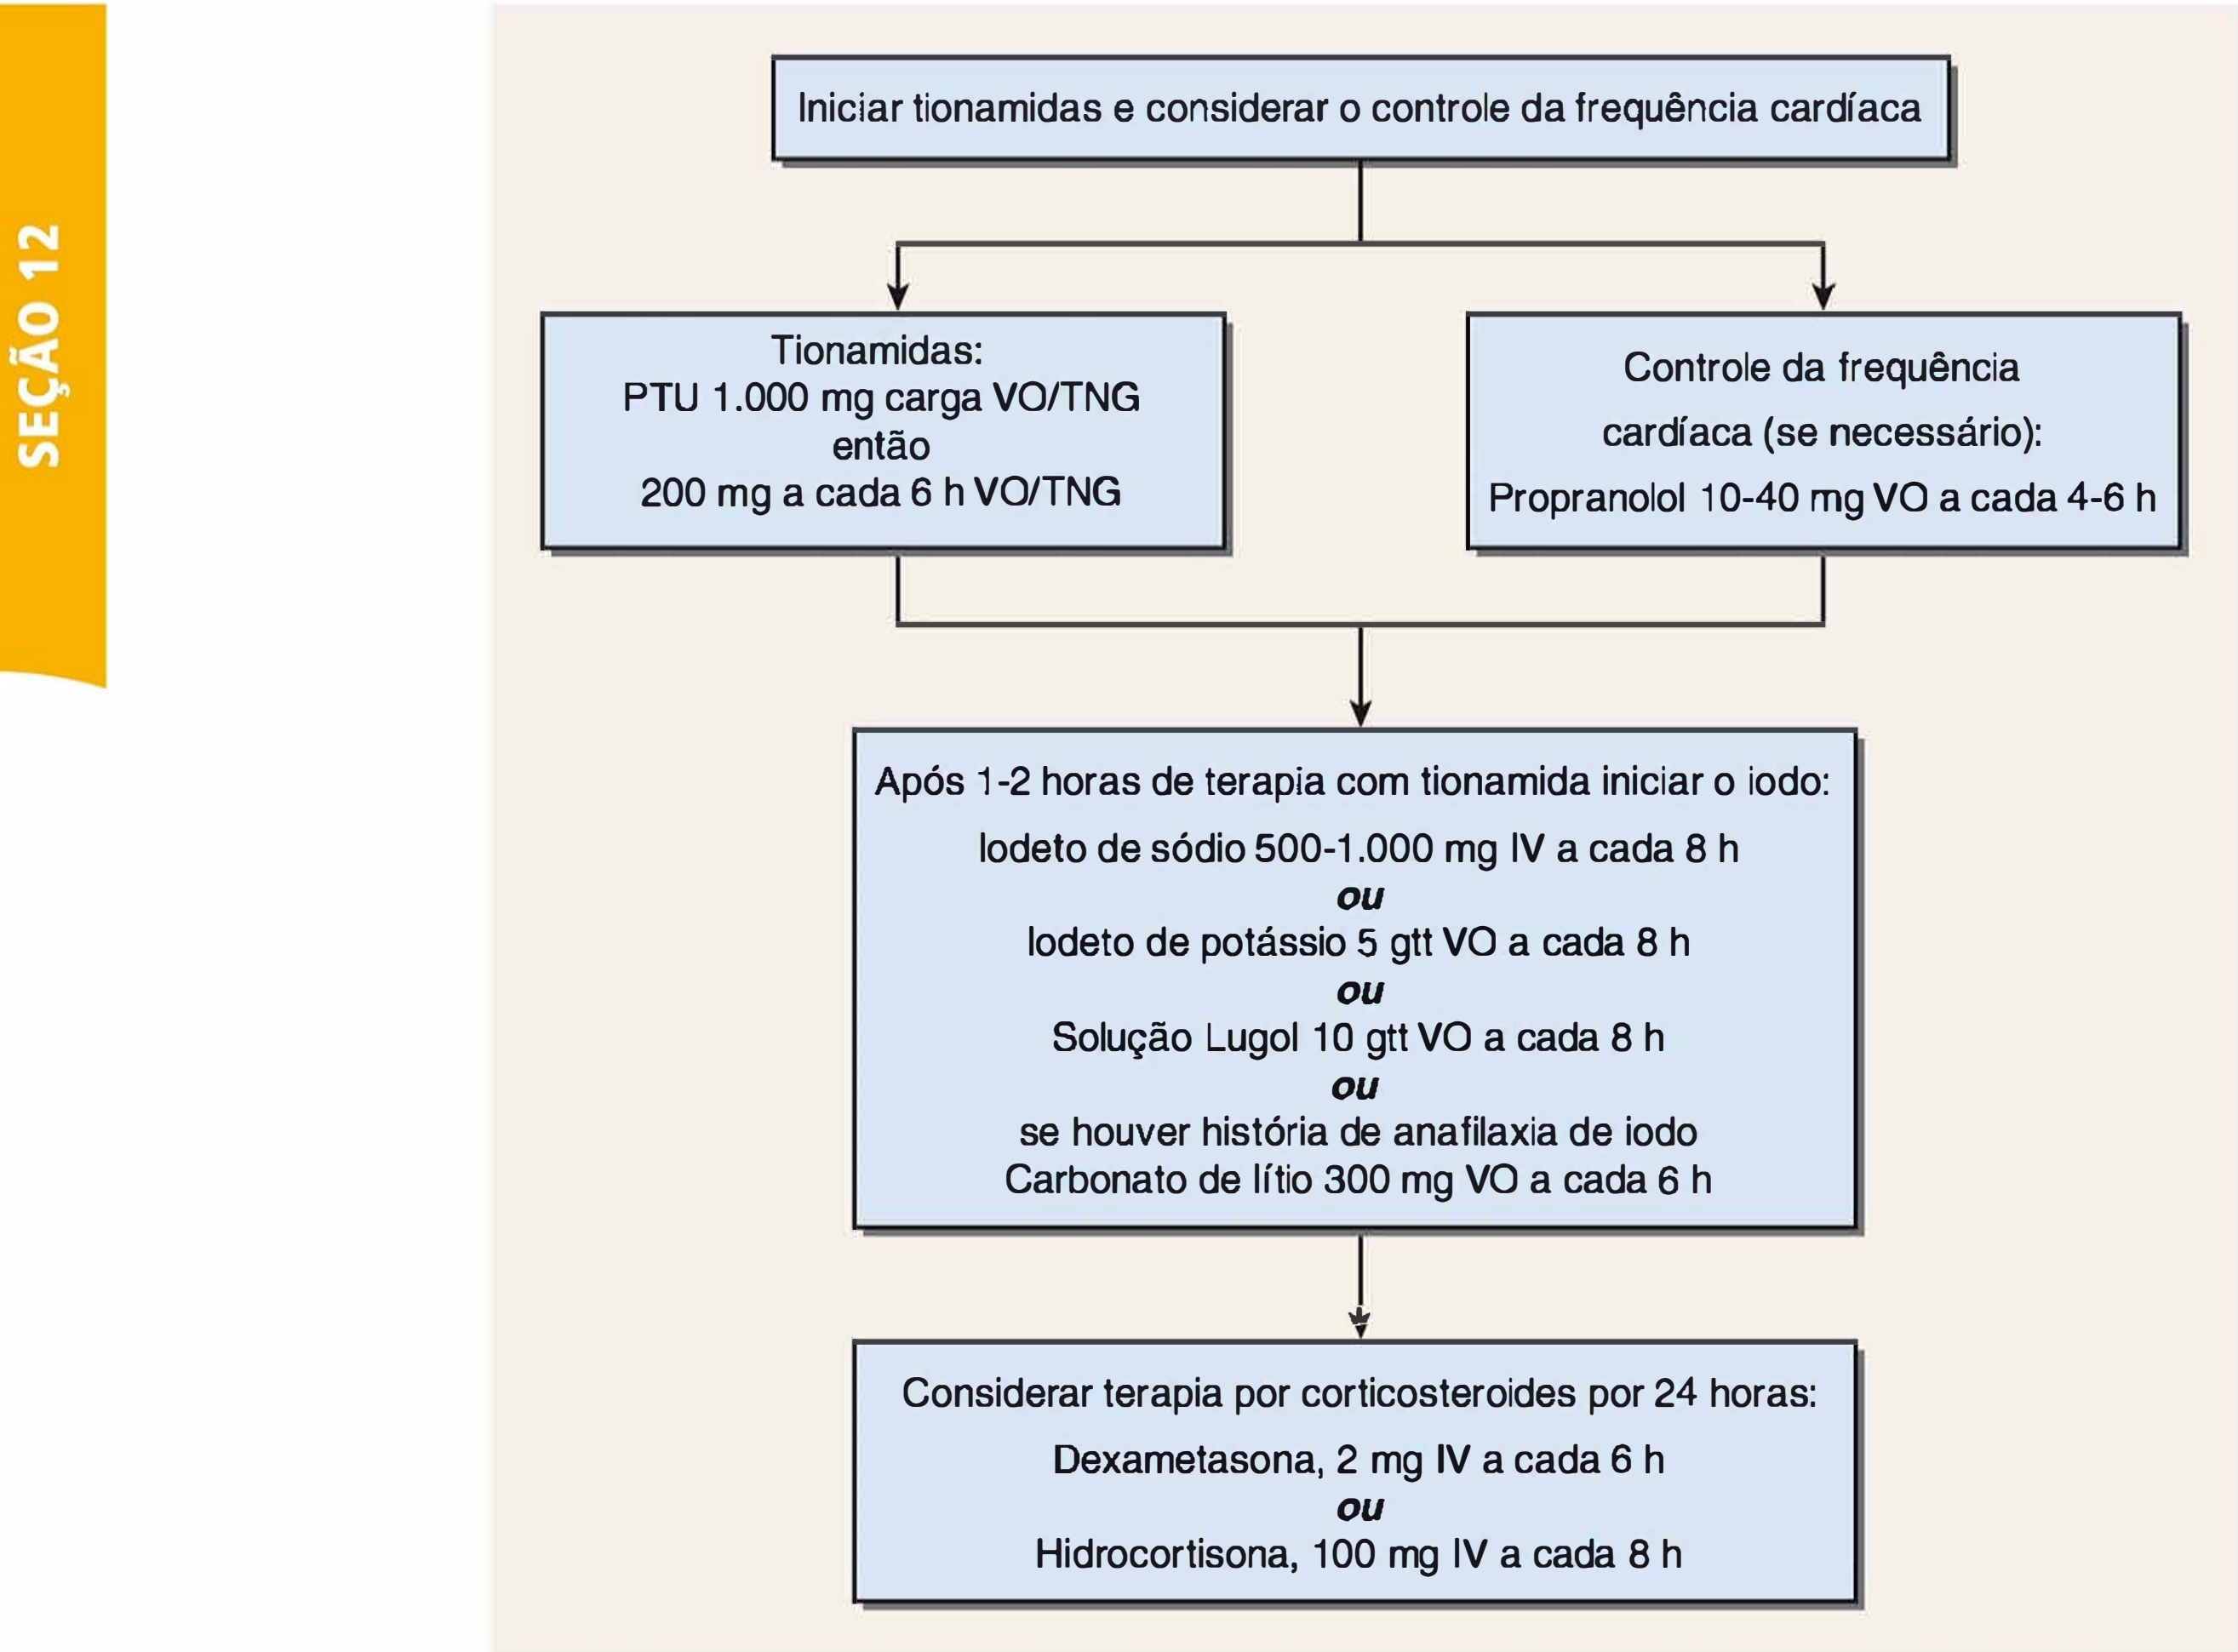 SEÇÃO 12
Iniciar tionamidas e considerar o controle da frequência cardíaca
Tionamidas:
PTU 1.000 mg carga VO/TNG
então
200 mg a cada 6 h VO/TNG
Controle da frequência
cardíaca (se necessário):
Propranolol 10-40 mg VO a cada 4-6 h
Após 1-2 horas de terapia com tionamida iniciar o iodo:
Iodeto de sódio 500-1.000 mg IV a cada 8 h
ou
Iodeto de potássio 5 gtt VO a cada 8 h
ou
Solução Lugol 10 gtt VO a cada 8 h
ou
se houver história de anafilaxia de iodo
Carbonato de lítio 300 mg VO a cada 6 h
Considerar terapia por corticosteroides por 24 horas:
Dexametasona, 2 mg IV a cada 6 h
ou
Hidrocortisona, 100 mg IV a cada 8 h